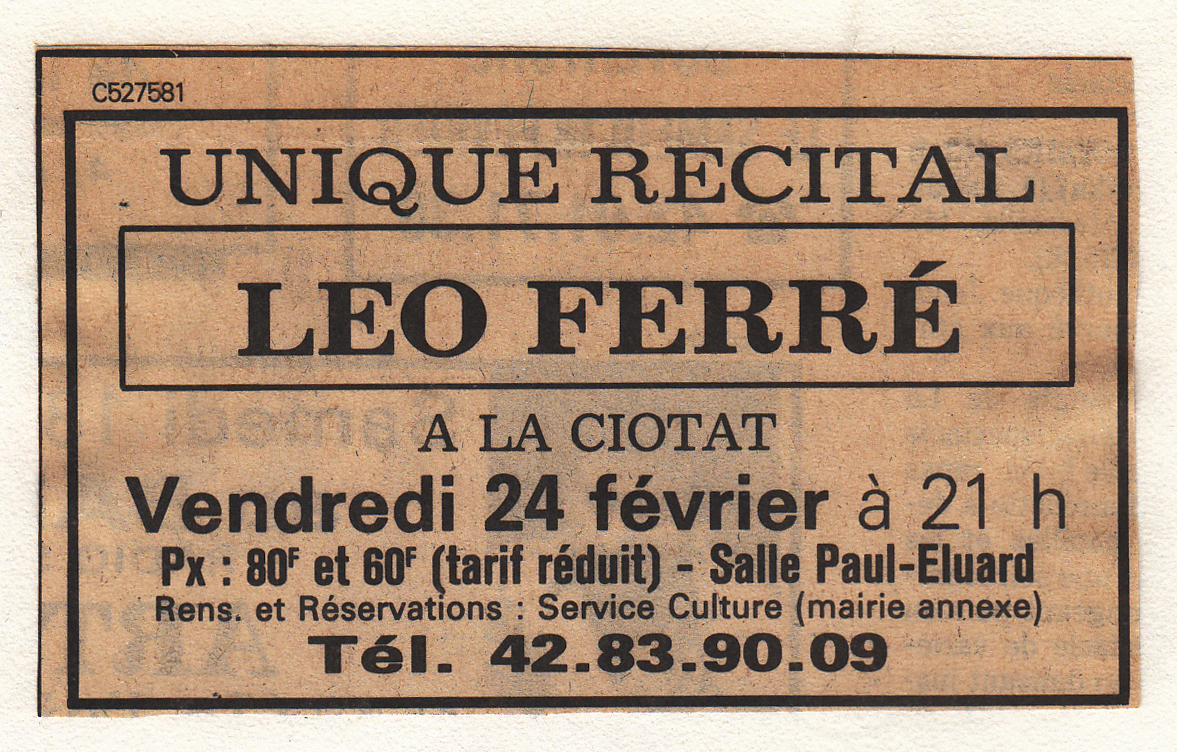 C527581
UNIQUE RECITAL
LEO FERRÉ
A LA CIOTAT
Vendredi 24 février à 21 h
Px : 80F et 60F (tarif réduit) - Salle Paul-Eluard
Rens. et Réservations : Service Culture (mairie annexe)
Tél. 42.83.90.09